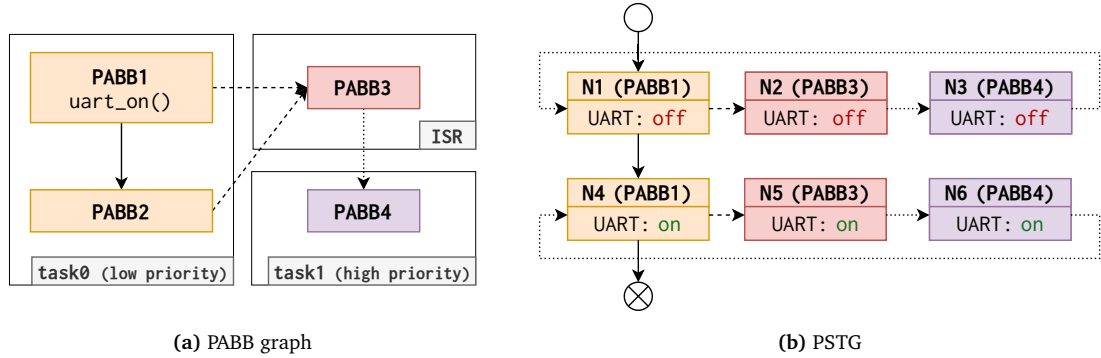 PABB1
uart_on()
PABB2
task0 (low priority)
PABB3
ISR
PABB4
task1 (high priority)
(a) PABB graph
N1 (PABB1)
UART: off
N2 (PABB3)
UART: off
N3 (PABB4)
UART: off
N4 (PABB1)
UART: on
N5 (PABB3)
UART: on
N6 (PABB4)
UART: on
(b) PSTG